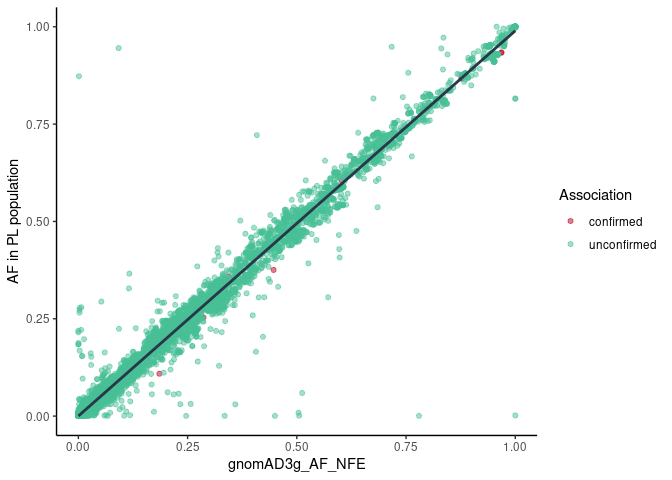 1.00
0.75
0.50
0.25
0.00
AF in PL population
0.00 0.25 0.50 0.75 1.00
gnomAD3g_AF_NFE
Association
confirmed
unconfirmed